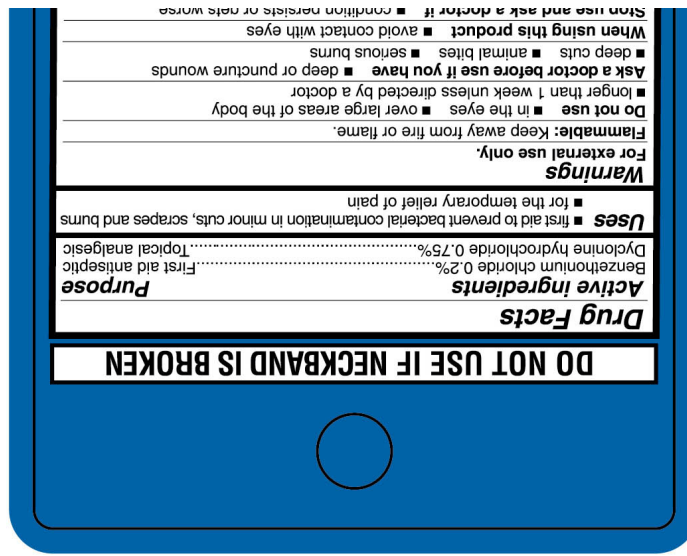 DO NOT USE IF NECKBAND IS BROKEN
Drug Facts
Active ingredients Purpose
Benzethonium chloride 0.2%..................................First aid antiseptic
Dyclonine hydrochloride 0.75%................................Topical analgesic
Uses ■ first aid to prevent bacterial contamination in minor cuts, scrapes and burns
■ for the temporary relief of pain
Warnings
For external use only.
Flammable: Keep away from fire or flame.
Do not use ■ in the eyes ■ over large areas of the body
■ longer than 1 week unless directed by a doctor
Ask a doctor before use if you have ■ deep or puncture wounds
■ deep cuts ■ animal bites ■ serious burns
When using this product ■ avoid contact with eyes
Stop use and ask a doctor if ■ condition persists or gets worse